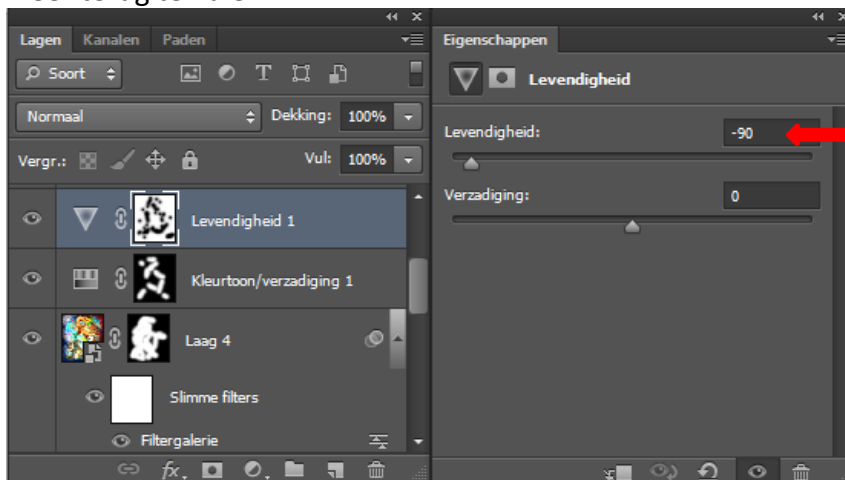 Lagen Kanalen Paden
Soort
Normaal Dekking: 100%
Vergr.: Vul: 100%
Levendigheid 1
Kleurtoon/verzadiging 1
Laag 4
Slimme filters
Filtergalerie
fx
Eigenschappen
Levendigheid
Levendigheid: -90
Verzadiging: 0